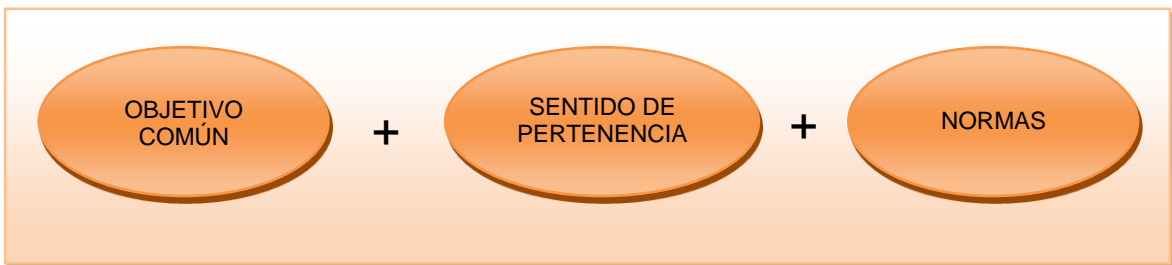 OBJETIVO
COMÚN
+
SENTIDO DE
PERTENENCIA
+
NORMAS